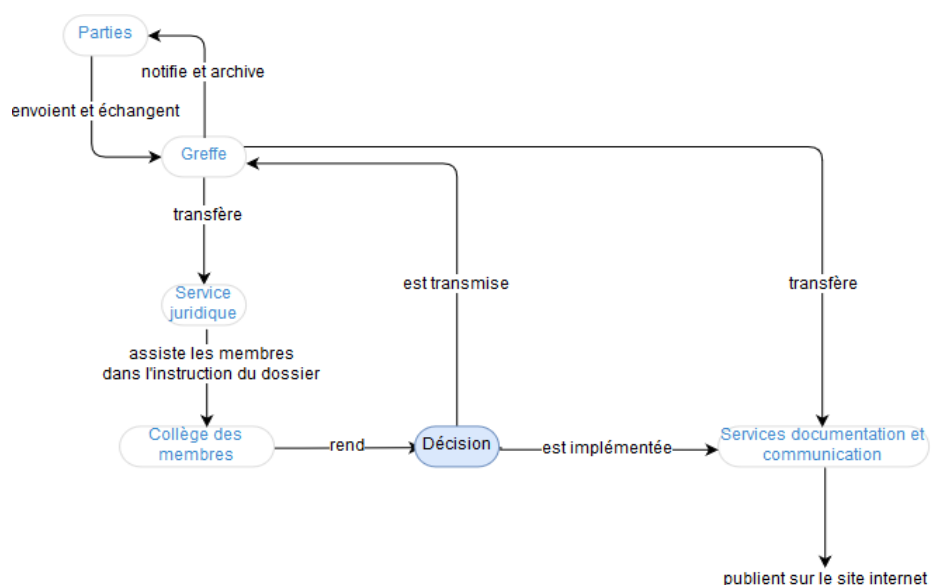 Parties
notifie et archive
envoient et échangent
Greffe
transfère
est transmise
transfère
Service
juridique
assiste les membres
dans l'instruction du dossier
Collège des
membres
rend
Décision
est implémentée
Services documentation et
communication
publient sur le site internet